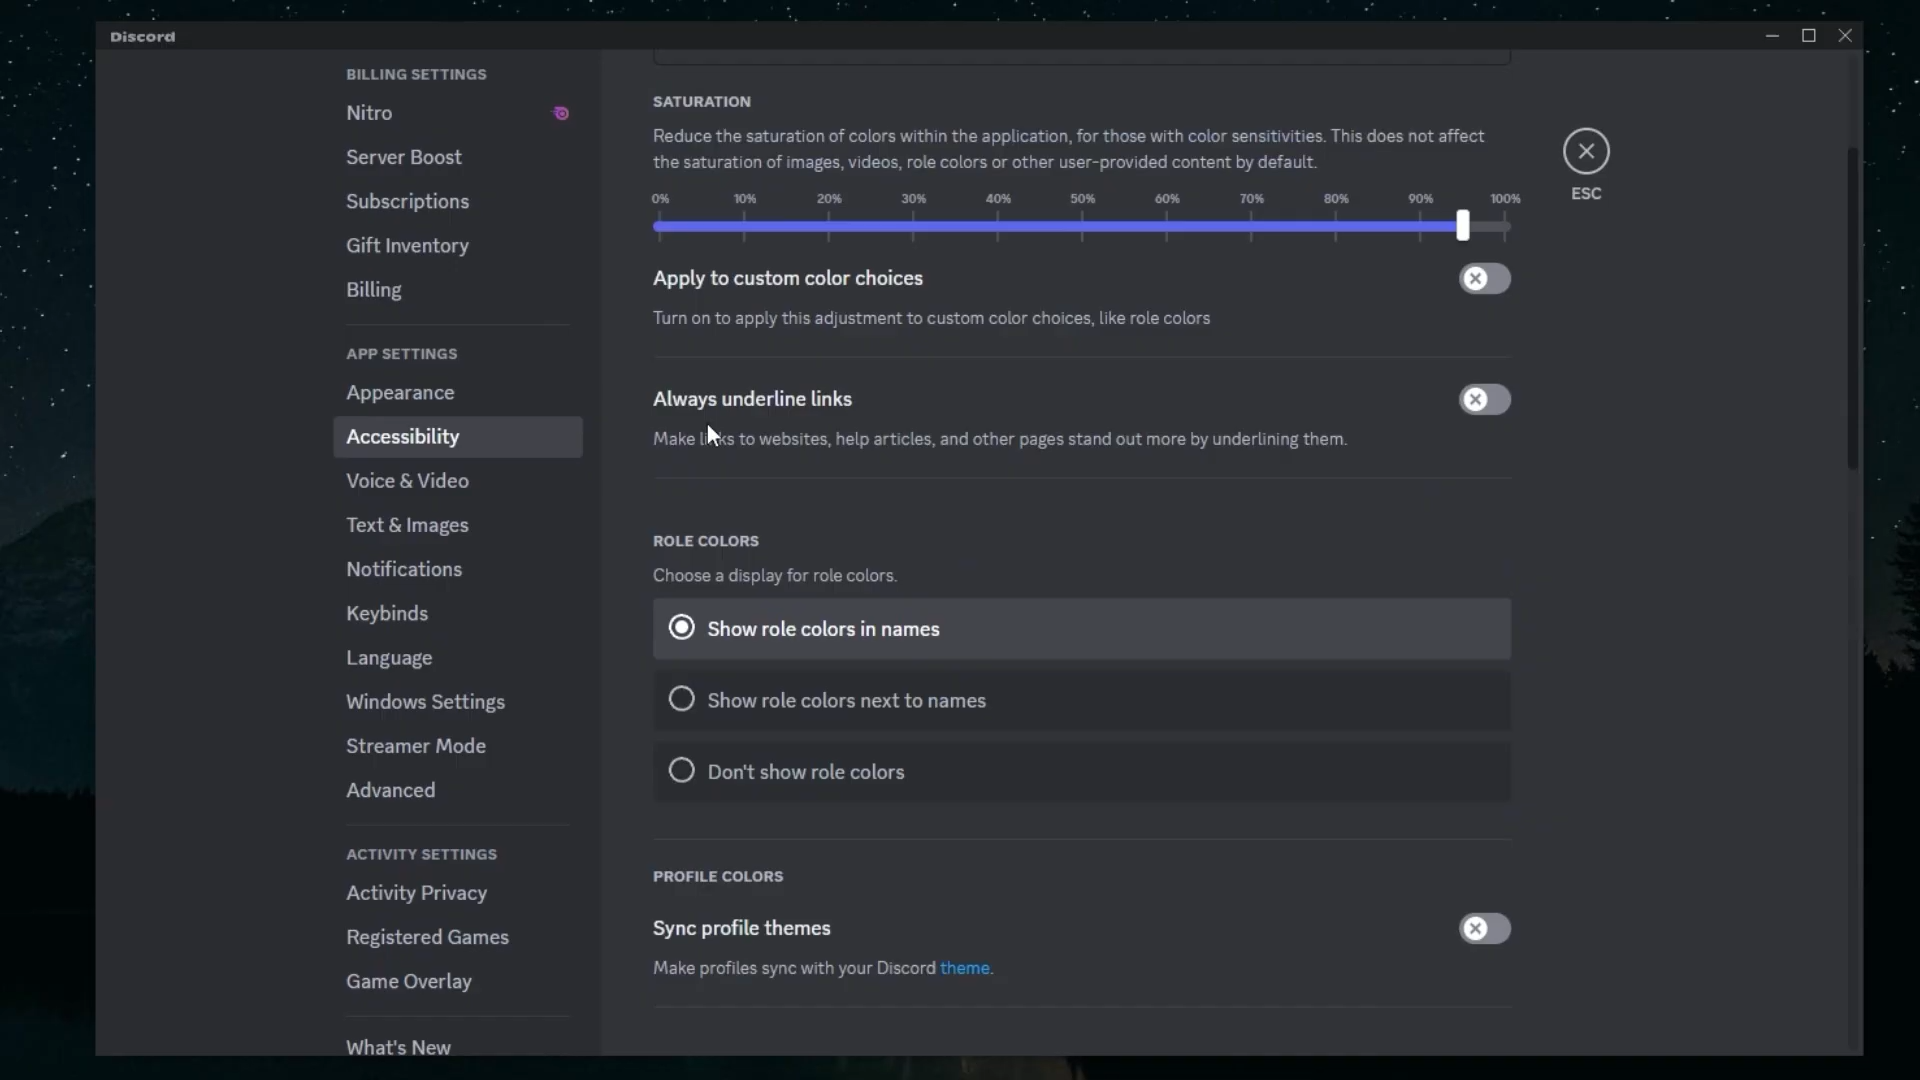 Discord
BILLING SETTINGS
Nitro
Server Boost
Subscriptions
Gift Inventory
Billing
APP SETTINGS
Appearance
Accessibility
Voice & Video
Text & Images
Notifications
Keybinds
Language
Windows Settings
Streamer Mode
Advanced
ACTIVITY SETTINGS
Activity Privacy
Registered Games
Game Overlay
What's New
SATURATION
Reduce the saturation of colors within the application, for those with color sensitivities. This does not affect
the saturation of images, videos, role colors or other user-provided content by default.
0% 10% 20% 30% 40% 50% 60% 70% 80% 90% 100%
Apply to custom color choices
Turn on to apply this adjustment to custom color choices, like role colors
Always underline links
Make links to websites, help articles, and other pages stand out more by underlining them.
ROLE COLORS
Choose a display for role colors.
Show role colors in names
Show role colors next to names
Don't show role colors
PROFILE COLORS
Sync profile themes
Make profiles sync with your Discord theme.
ESC